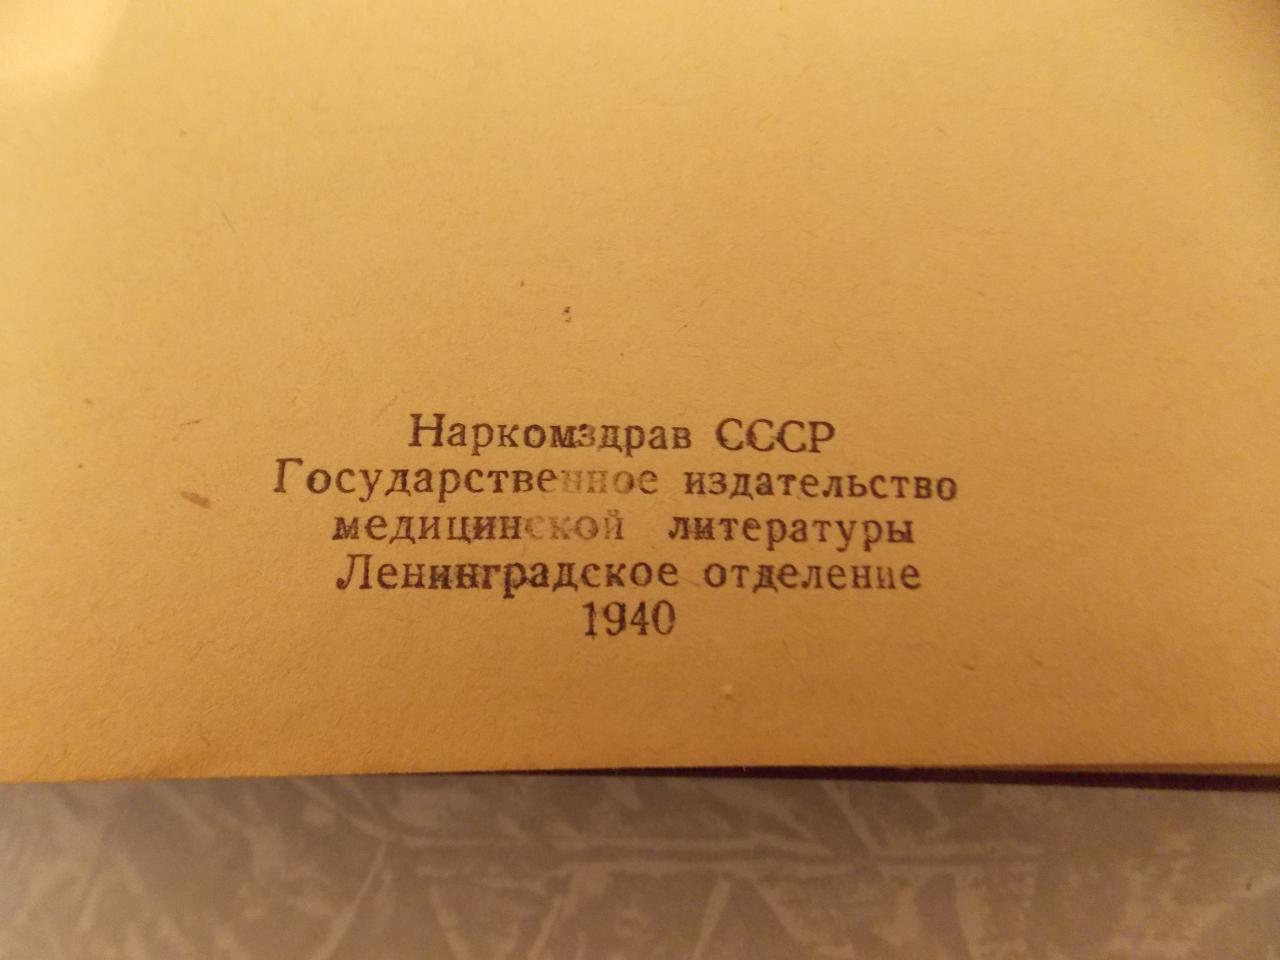 Наркомздрав СССР
Государственное издательство
медицинской литературы
Ленинградское отделение
1940